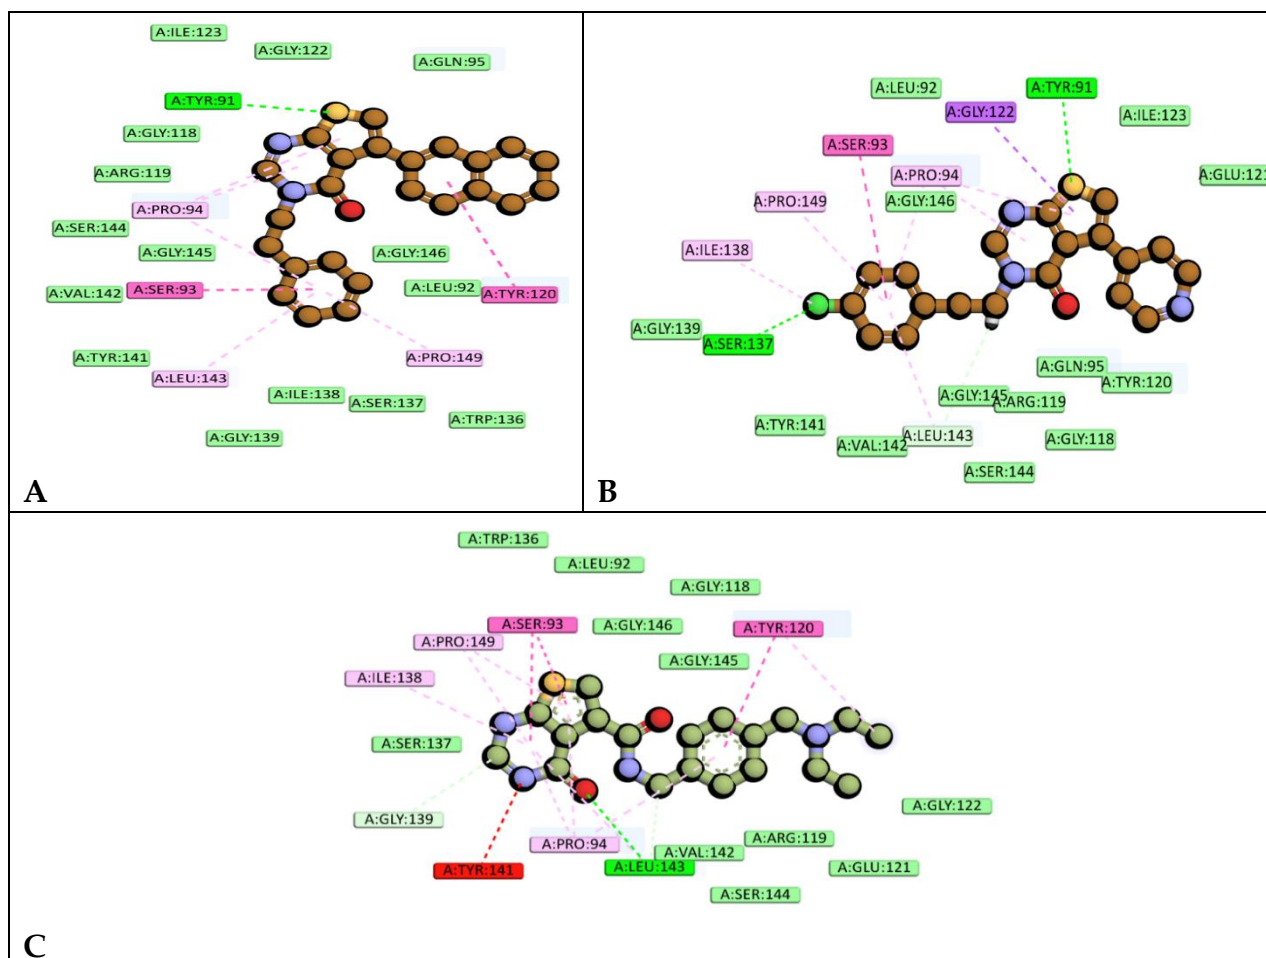 A:ILE:123
A:GLY:122
A:GLN:95
A:TYR:91
A:GLY:118
A:ARG:119
A:PRO:94
A:SER:144
A:GLY:145
A:GLY:146
A:VAL:142
A:SER:93
A:LEU:92
A:TYR:120
A:TYR:141
A:LEU:143
A:PRO:149
A:ILE:138
A:SER:137
A:TRP:136
A:GLY:139
A
A:LEU:92
A:TYR:91
A:GLY:122
A:ILE:123
A:SER:93
A:PRO:94
A:GLU:121
A:PRO:149
A:GLY:146
A:ILE:138
A:GLY:139
A:SER:137
A:GLN:95
A:TYR:120
A:GLY:145
A:ARG:119
A:TYR:141
A:VAL:142
A:LEU:143
A:GLY:118
A:SER:144
B
A:TRP:136
A:LEU:92
A:GLY:118
A:SER:93
A:GLY:146
A:TYR:120
A:PRO:149
A:GLY:145
A:ILE:138
A:SER:137
A:GLY:122
A:GLY:139
A:PRO:94
A:VAL:142
A:ARG:119
A:TYR:141
A:LEU:143
A:GLU:121
A:SER:144
C